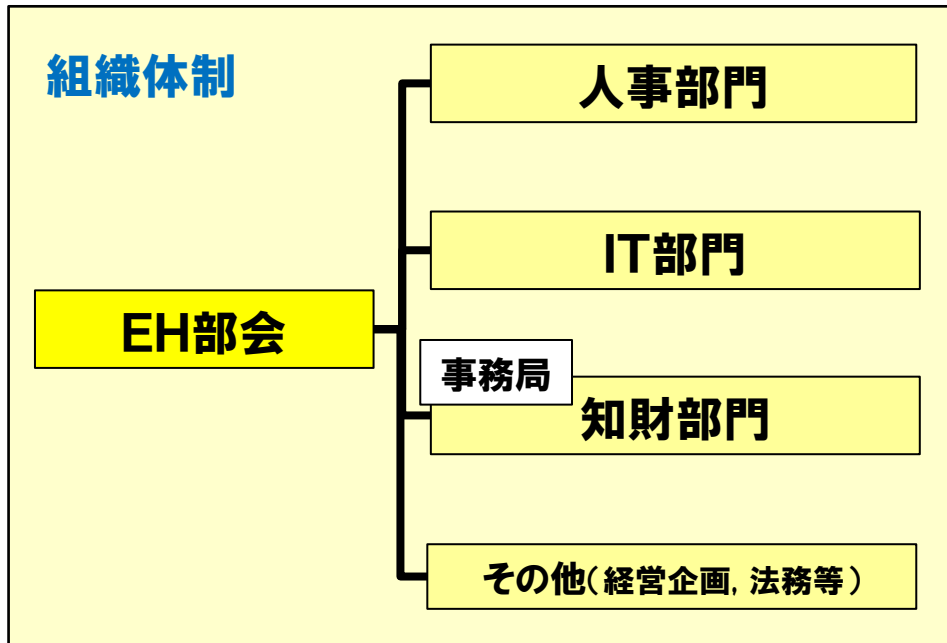 組織体制
人事部門
IT部門
EH部会
事務局
知財部門
その他(経営企画, 法務等)